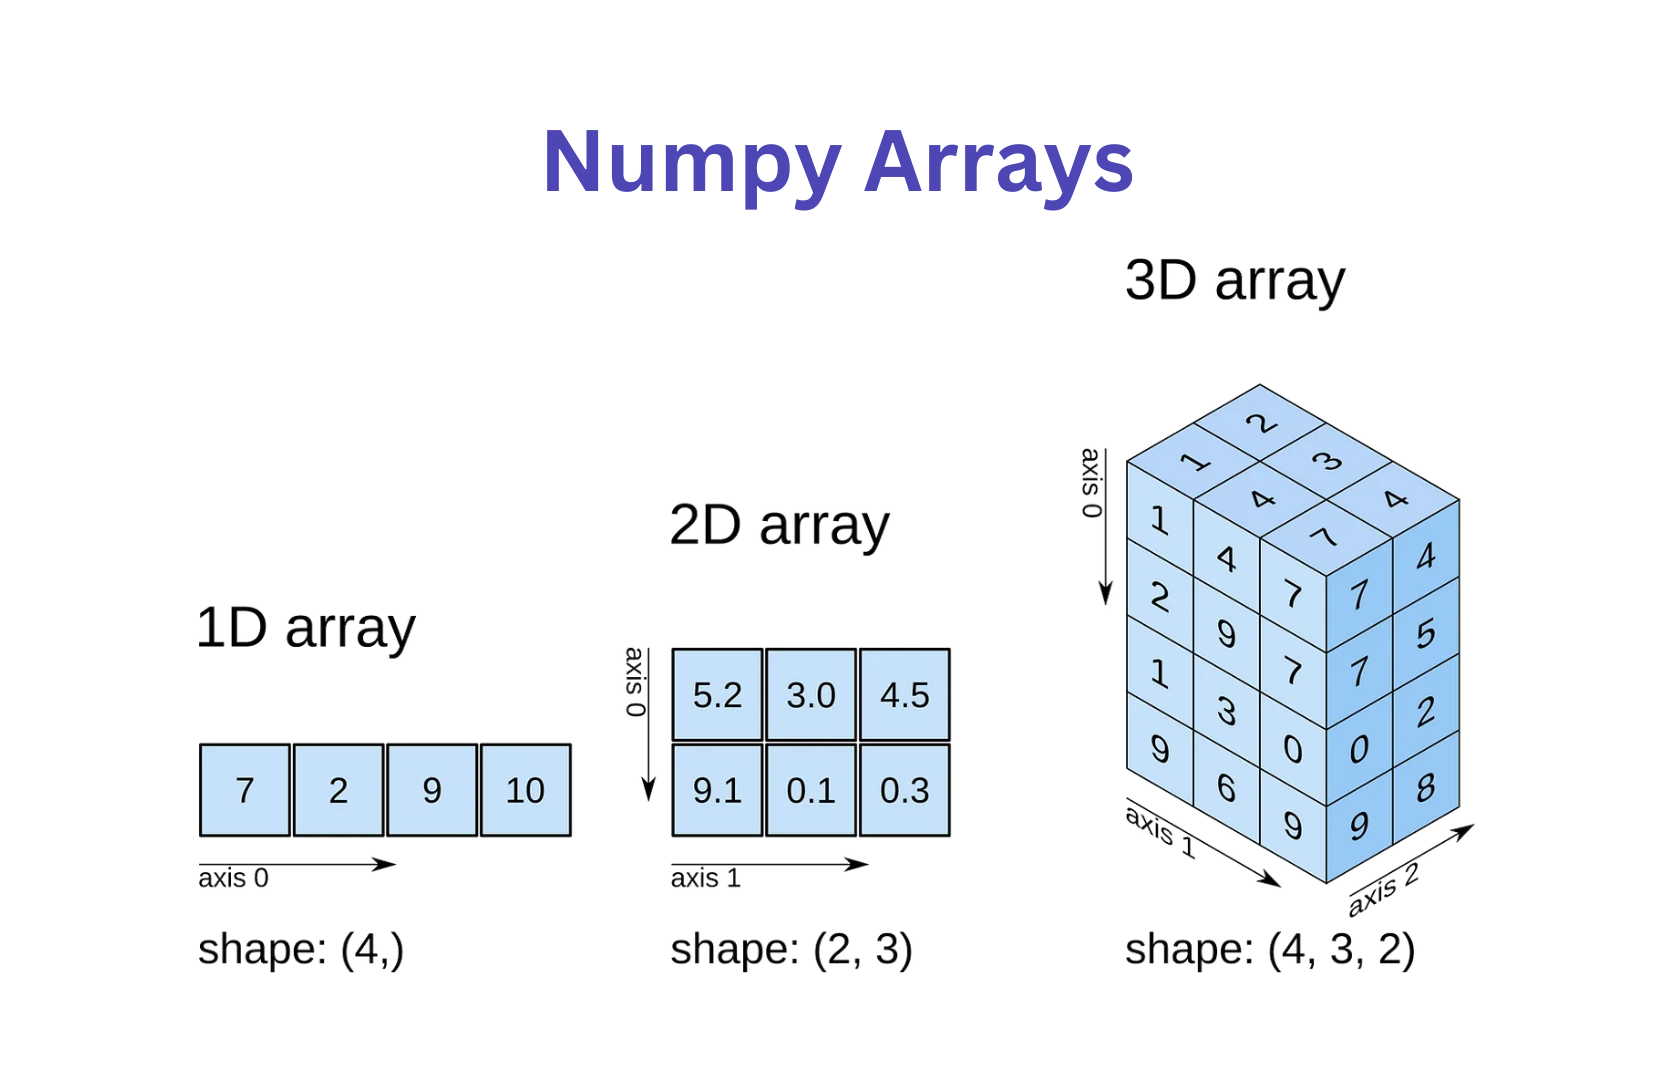 Numpy Arrays
1D array
7 2 9 10
axis 0
shape: (4,)
2D array
axis 0
5.2 3.0 4.5
9.1 0.1 0.3
axis 1
shape: (2, 3)
3D array
axis 0
2
1 3
4 4
7
1 4 7 7 4
2 9 7 7 5
1 3 0 0 2
9 6 9 9 8
axis 1
axis 2
shape: (4, 3, 2)